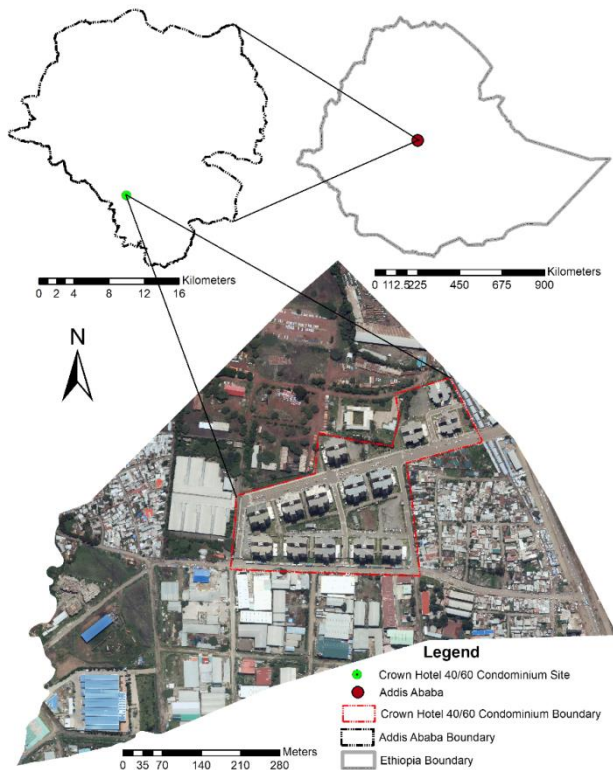 Kilometers
0 2 4 8 12 16
Kilometers
0 112.5225 450 675 900
N
Legend
Crown Hotel 40/60 Condominium Site
Addis Ababa
Crown Hotel 40/60 Condominium Boundary
Addis Ababa Boundary
Ethiopia Boundary
Meters
0 35 70 140 210 280